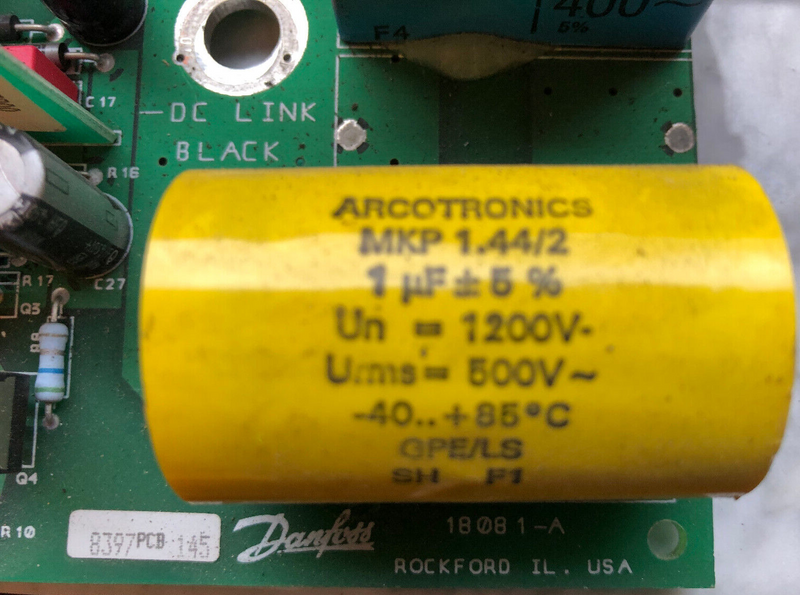 400~
5%
F4
C17
—DC LINK
BLACK
R16
ARCOTRONICS
MKP 1.44/2
1 µF ± 5 %
Un = 1200V-
Urms = 500V~
-40..+85°C
GPE/LS
SH F1
R17
C27
Q3
Q4
R10
8397PCB 145
Danfoss
18081-A
ROCKFORD IL. USA